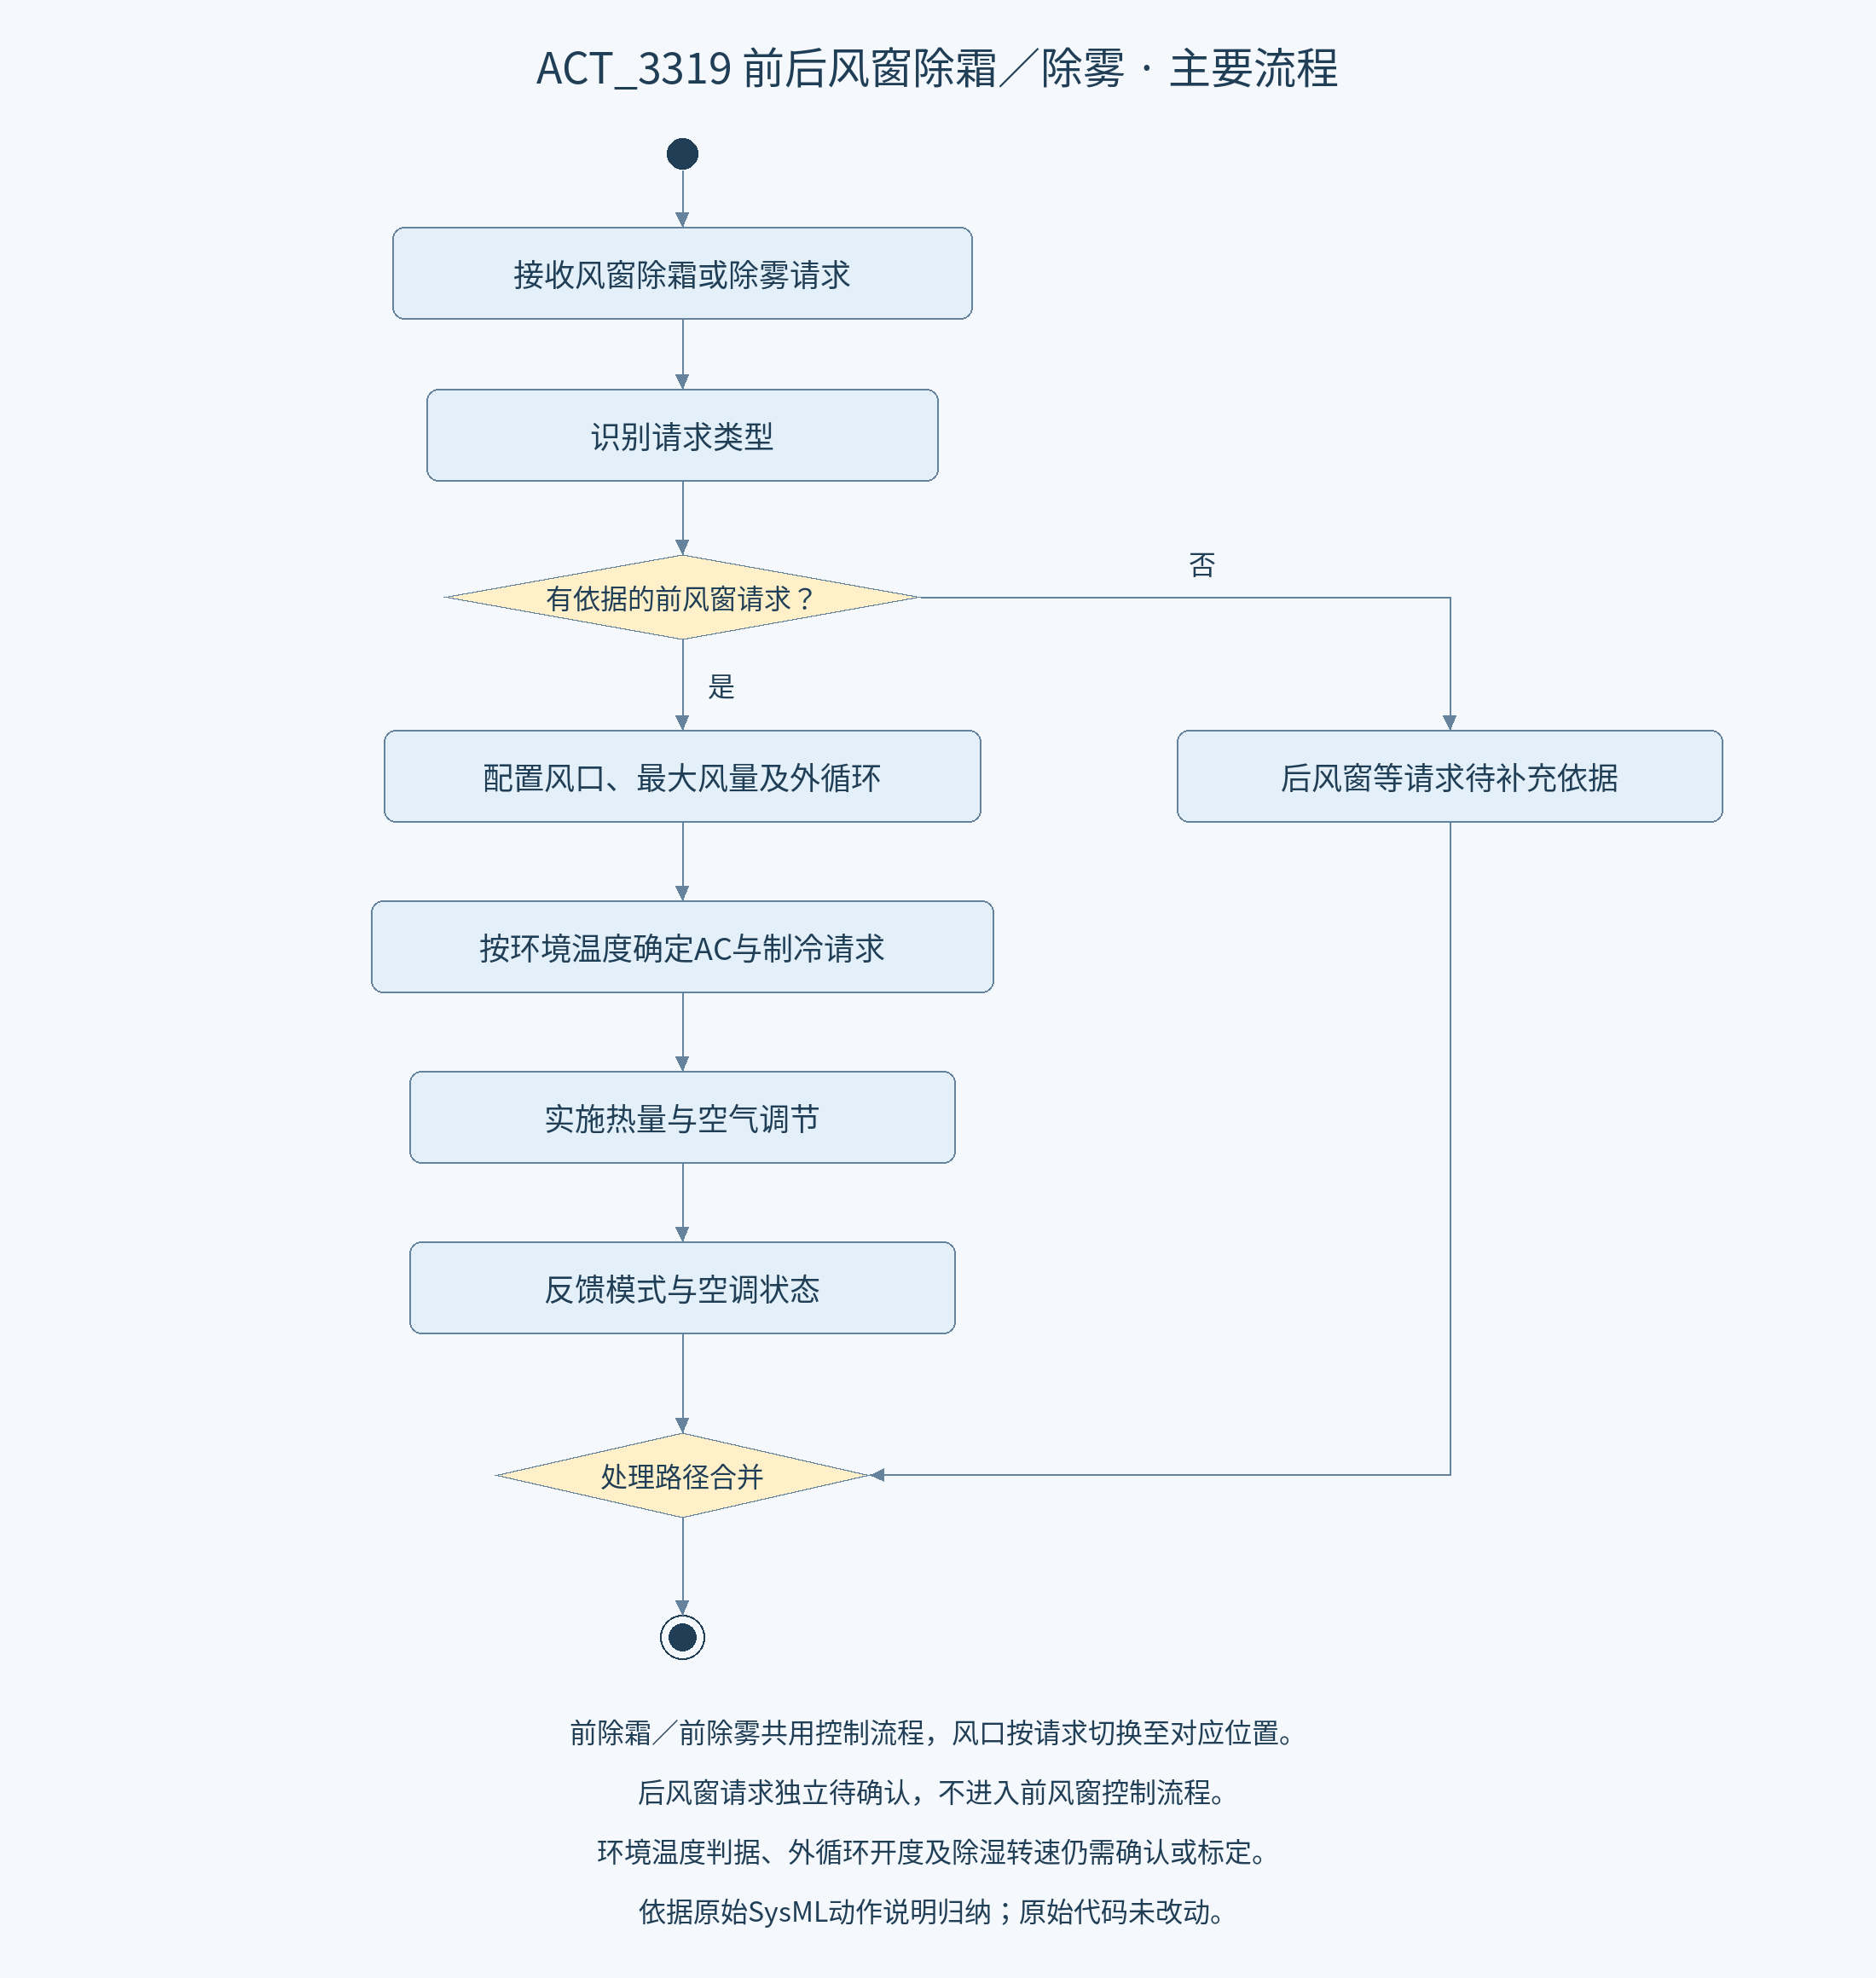 ACT_3319 前后风窗除霜／除雾 · 主要流程
接收风窗除霜或除雾请求
识别请求类型
有依据的前风窗请求？
否
是
配置风口、最大风量及外循环
后风窗等请求待补充依据
按环境温度确定AC与制冷请求
实施热量与空气调节
反馈模式与空调状态
处理路径合并
前除霜／前除雾共用控制流程，风口按请求切换至对应位置。
后风窗请求独立待确认，不进入前风窗控制流程。
环境温度判据、外循环开度及除湿转速仍需确认或标定。
依据原始SysML动作说明归纳；原始代码未改动。